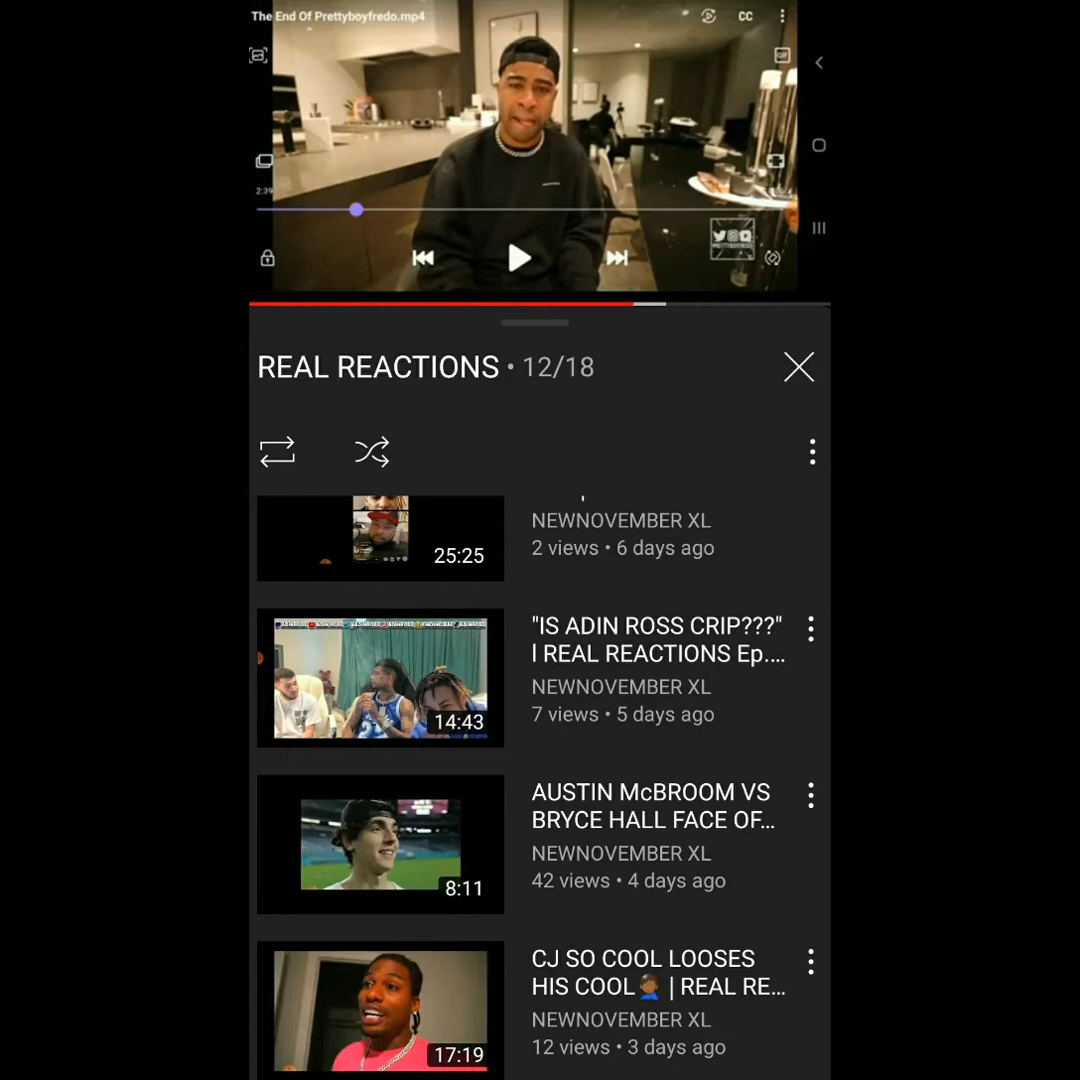 The End Of Prettyboyfredo.mp4
CC
GIF
2:39
PRETTYBOYFREDO
REAL REACTIONS • 12/18
NEWNOVEMBER XL
2 views • 6 days ago
25:25
"IS ADIN ROSS CRIP???"
l REAL REACTIONS Ep....
NEWNOVEMBER XL
7 views • 5 days ago
14:43
AUSTIN McBROOM VS
BRYCE HALL FACE OF...
NEWNOVEMBER XL
42 views • 4 days ago
8:11
CJ SO COOL LOOSES
HIS COOL🤦🏾‍♂️ | REAL RE...
NEWNOVEMBER XL
12 views • 3 days ago
17:19